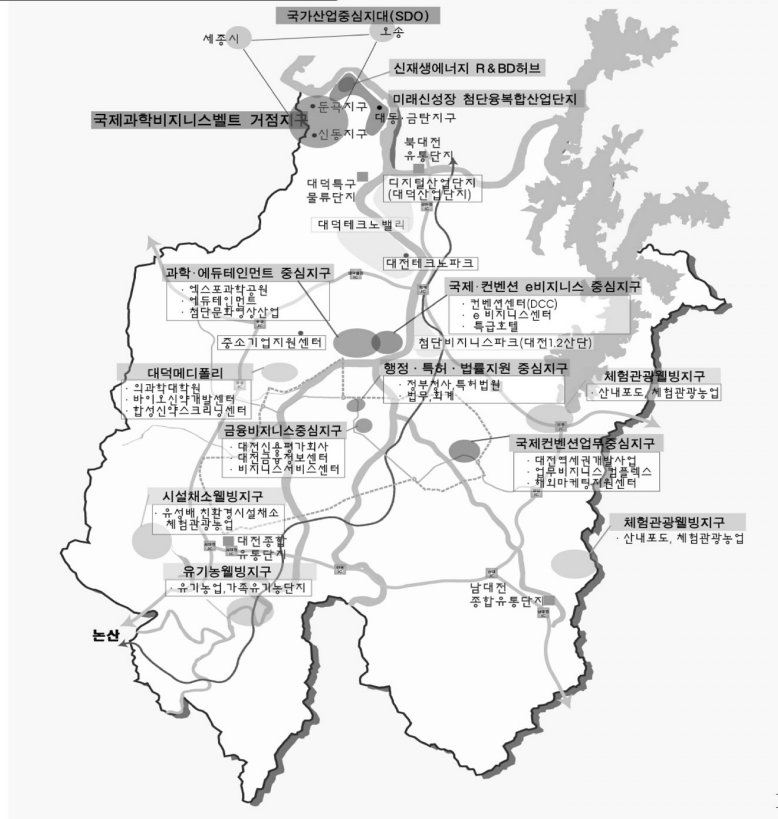 국가산업중심지대(SDO)
세종시
오송
신재생에너지 R&BD허브
미래신성장 첨단융복합산업단지
둔곡지구
대동·금탄지구
국제과학비지니스벨트 거점지구
신동지구
북대전
유통단지
대덕특구
물류단지
디지털산업단지
(대덕산업단지)
대덕테크노밸리
대전테크노파크
과학·에듀테인먼트 중심지구
· 엑스포과학공원
· 에듀테인먼트
· 첨단문화영상산업
국제·컨벤션 e비지니스 중심지구
· 컨벤션센터(DCC)
· e 비지니스센터
· 특급호텔
중소기업지원센터
첨단비지니스파크(대전1.2산단)
대덕메디폴리
· 의과학대학원
· 바이오신약개발센터
· 합성신약스크리닝센터
행정·특허·법률지원 중심지구
· 정부청사,특허법원
· 법무,회계
체험관광웰빙지구
· 산내포도, 체험관광농업
금융비지니스중심지구
· 대전신용평가회사
· 대전금융정보센터
· 비지니스서비스센터
국제컨벤션업무중심지구
· 대전역세권개발사업
· 업무비지니스 컴플렉스
· 해외마케팅지원센터
시설채소웰빙지구
· 유성배,친환경시설채소
체험관광농업
체험관광웰빙지구
· 산내포도, 체험관광농업
대전종합
유통단지
유기농웰빙지구
· 유기농업,가족유기농단지
남대전
종합유통단지
논산